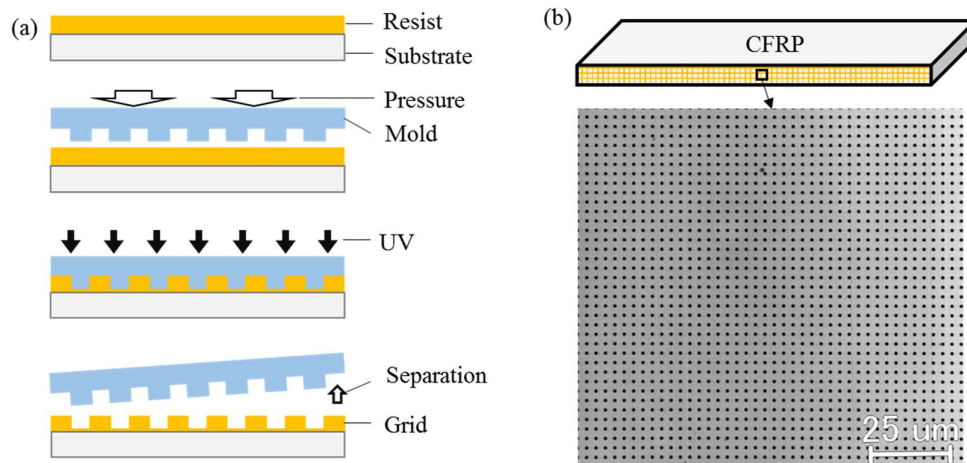 (a)
Resist
Substrate
Pressure
Mold
UV
Separation
Grid
(b)
CFRP
25 um